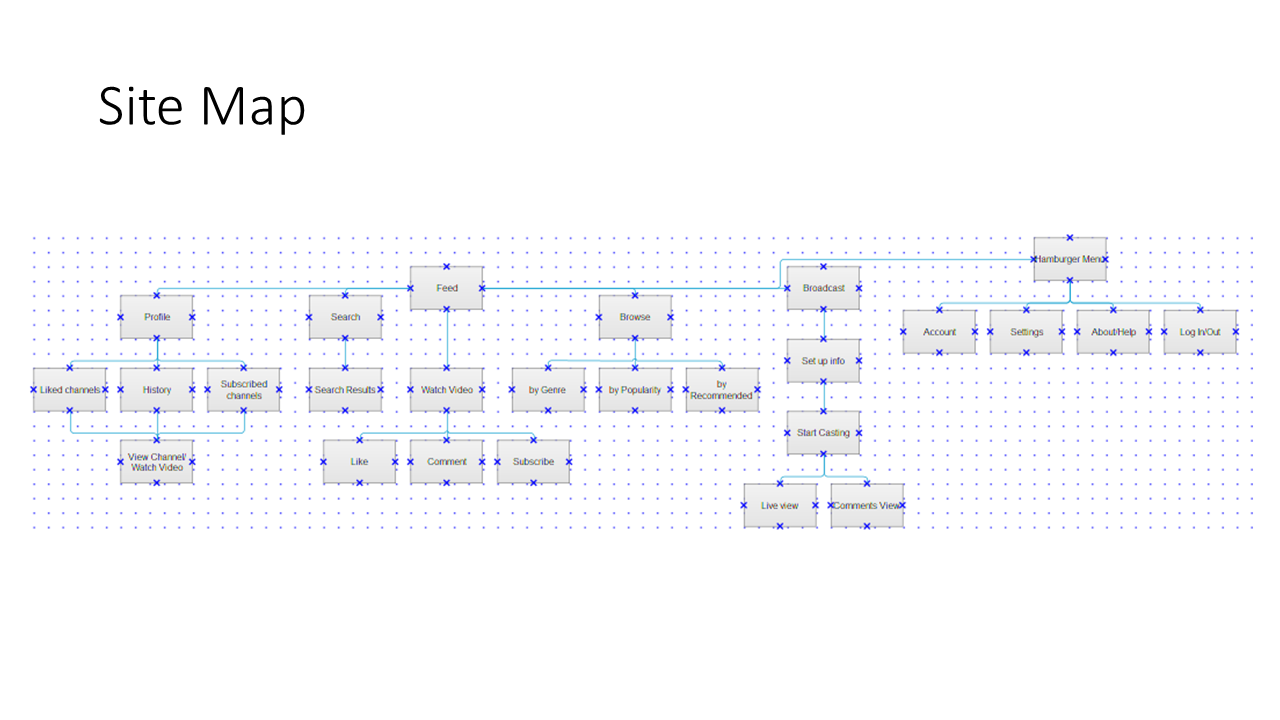 Site Map
Hamburger Menu
Feed
Broadcast
Profile
Search
Browse
Account
Settings
About/Help
Log In/Out
Set up info
Liked channels
History
Subscribed
channels
Search Results
Watch Video
by Genre
by Popularity
by
Recommended
Start Casting
View Channel/
Watch Video
Like
Comment
Subscribe
Live view
Comments View